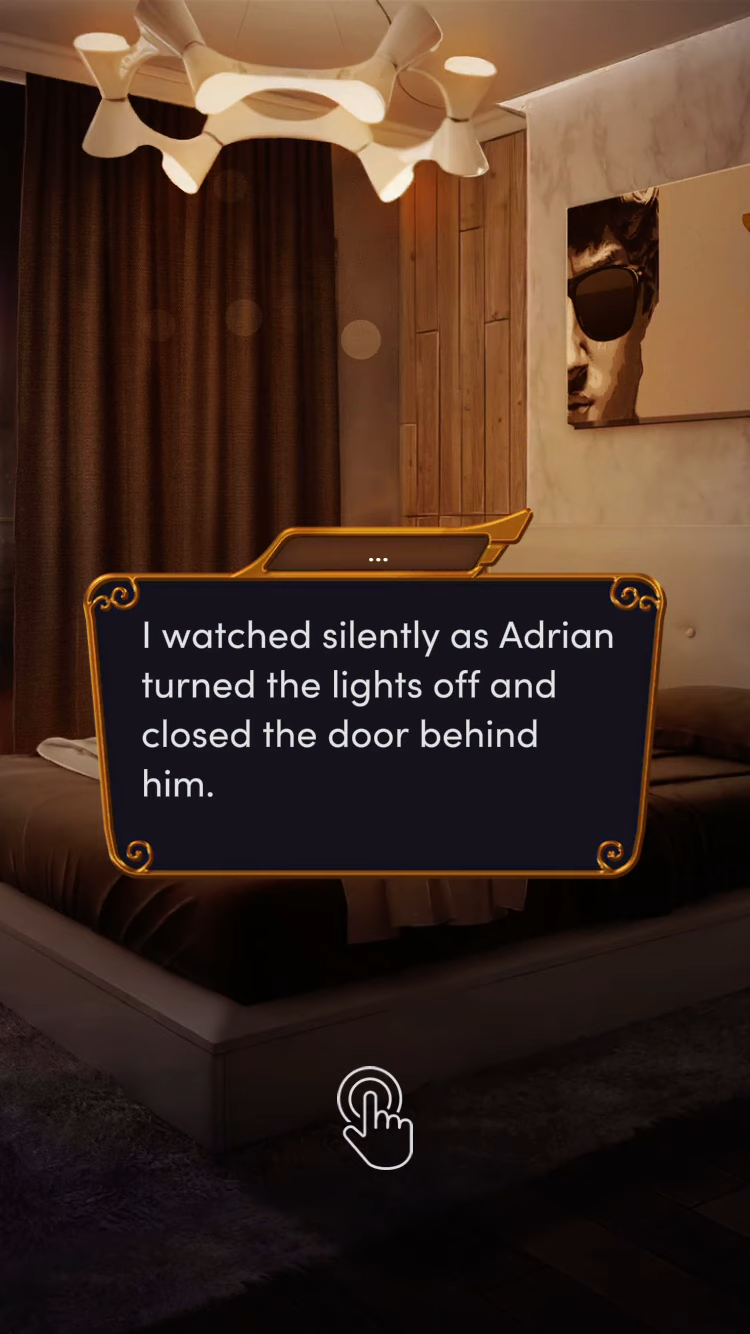 ...
I watched silently as Adrian
turned the lights off and
closed the door behind
him.